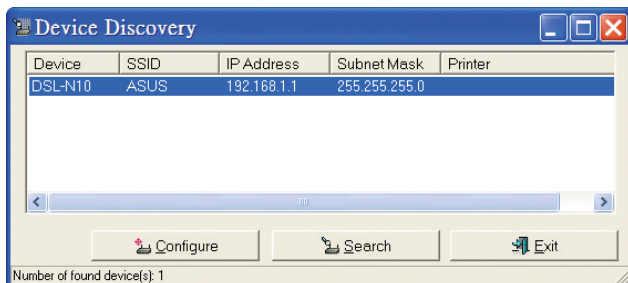 Device Discovery
Device SSID IP Address Subnet Mask Printer
DSL-N10 ASUS 192.168.1.1 255.255.255.0
Configure Search Exit
Number of found device(s): 1